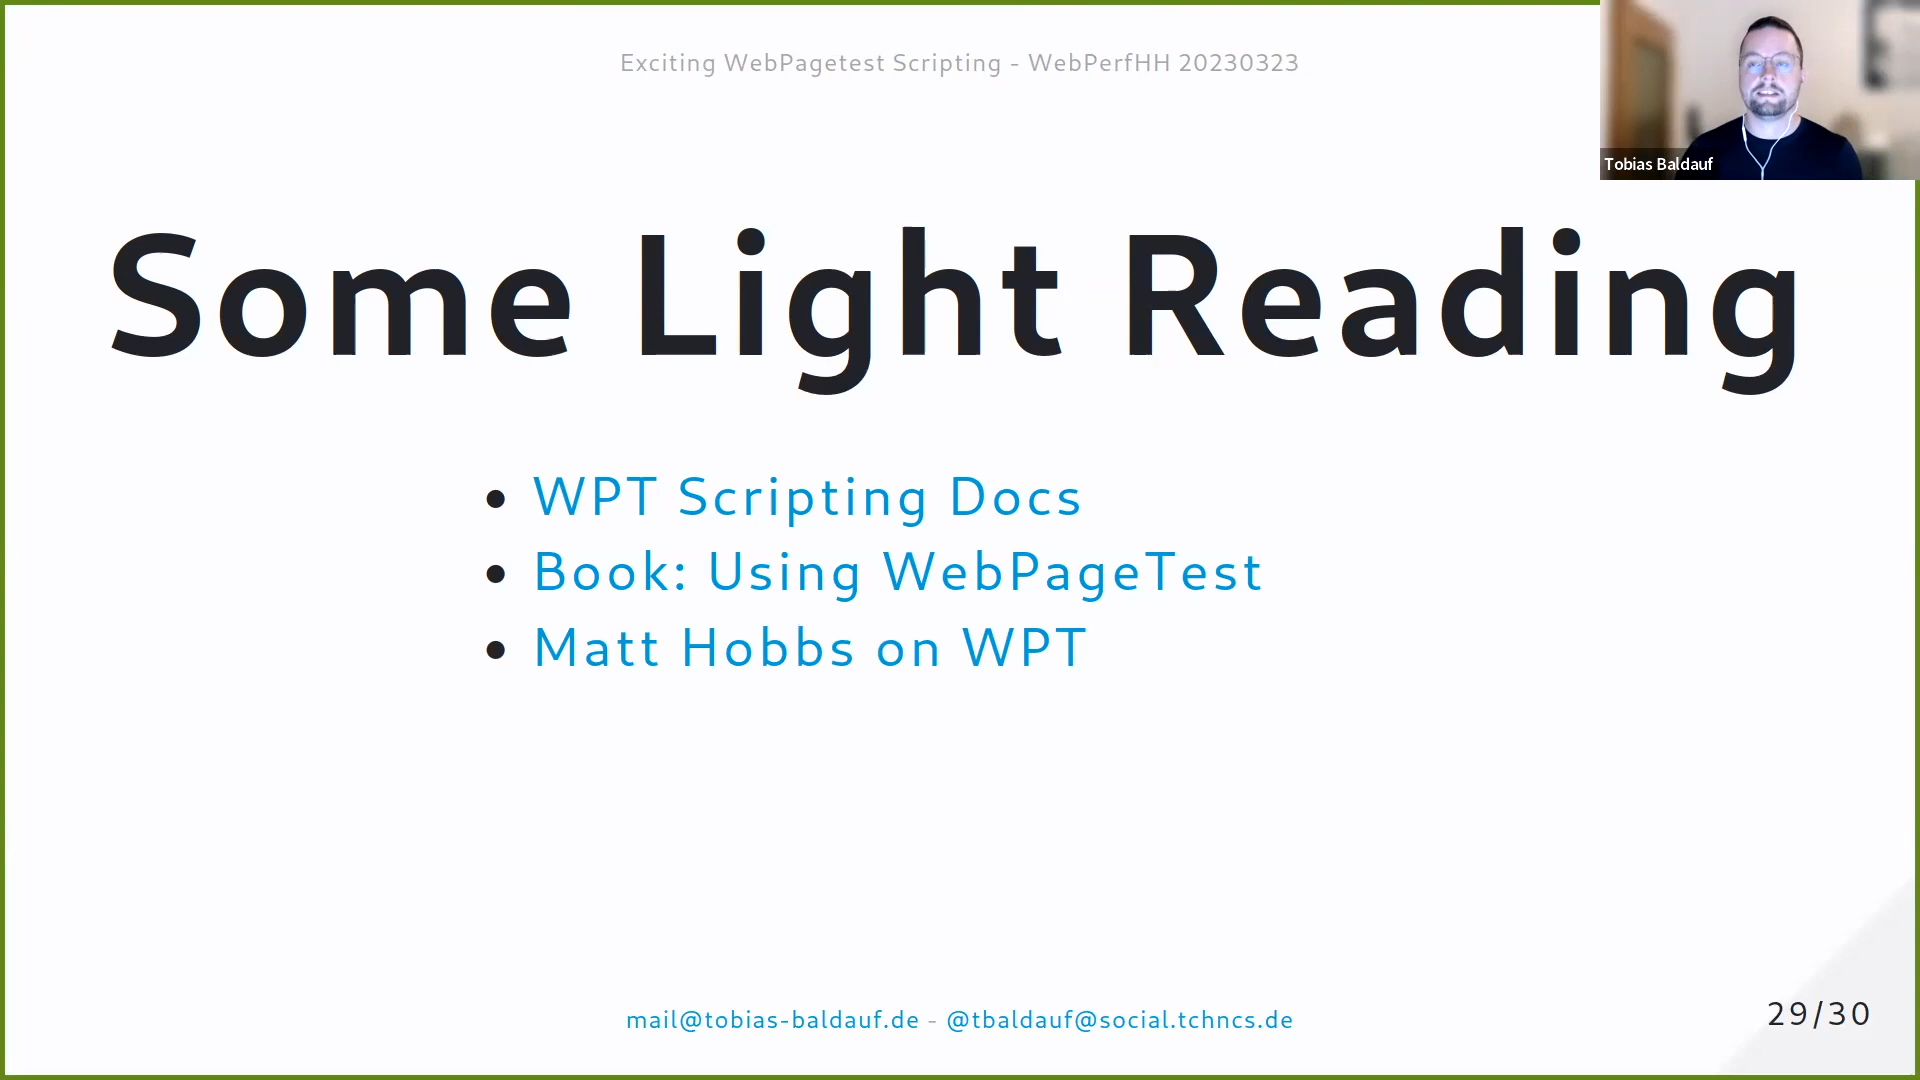 Exciting WebPagetest Scripting - WebPerfHH 20230323
Tobias Baldauf
Some Light Reading
• WPT Scripting Docs
• Book: Using WebPageTest
• Matt Hobbs on WPT
mail@tobias-baldauf.de - @tbaldauf@social.tchncs.de
29/30